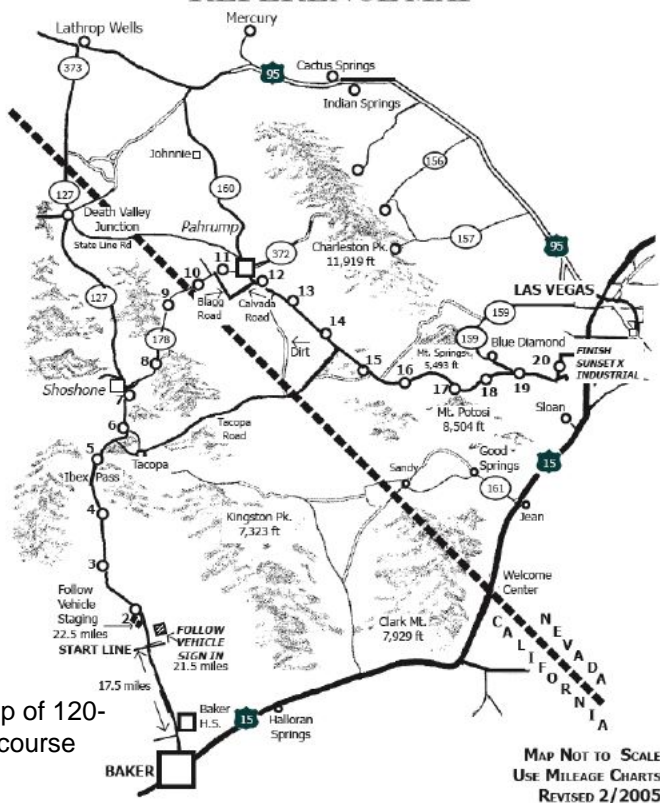 Lathrop Wells
Mercury
373
95
Cactus Springs
Indian Springs
Johnnie
160
156
127
Death Valley
Junction
State Line Rd
Pahrump
372
Charleston Pk.
11,919 ft
157
95
LAS VEGAS
127
10
11
12
13
9
Blagg
Road
Calvada
Road
178
14
Dirt
159
159
Blue Diamond
Mt. Springs
5,493 ft
20
FINISH
SUNSET X
INDUSTRIAL
8
15
16
17
18
19
Shoshone
7
Mt. Potosi
8,504 ft
Sloan
6
Tacopa
Road
5
Tacopa
Ibex Pass
Good
Springs
Sandy
161
15
Jean
4
Kingston Pk.
7,323 ft
3
Welcome
Center
Follow
Vehicle
Staging
22.5 miles
2
START LINE
FOLLOW
VEHICLE
SIGN IN
21.5 miles
Clark Mt.
7,929 ft
NEVADA
CALIFORNIA
17.5 miles
p of 120-
course
Baker
H.S.
15
Halloran
Springs
BAKER
MAP NOT TO SCALE
USE MILEAGE CHARTS
REVISED 2/2005